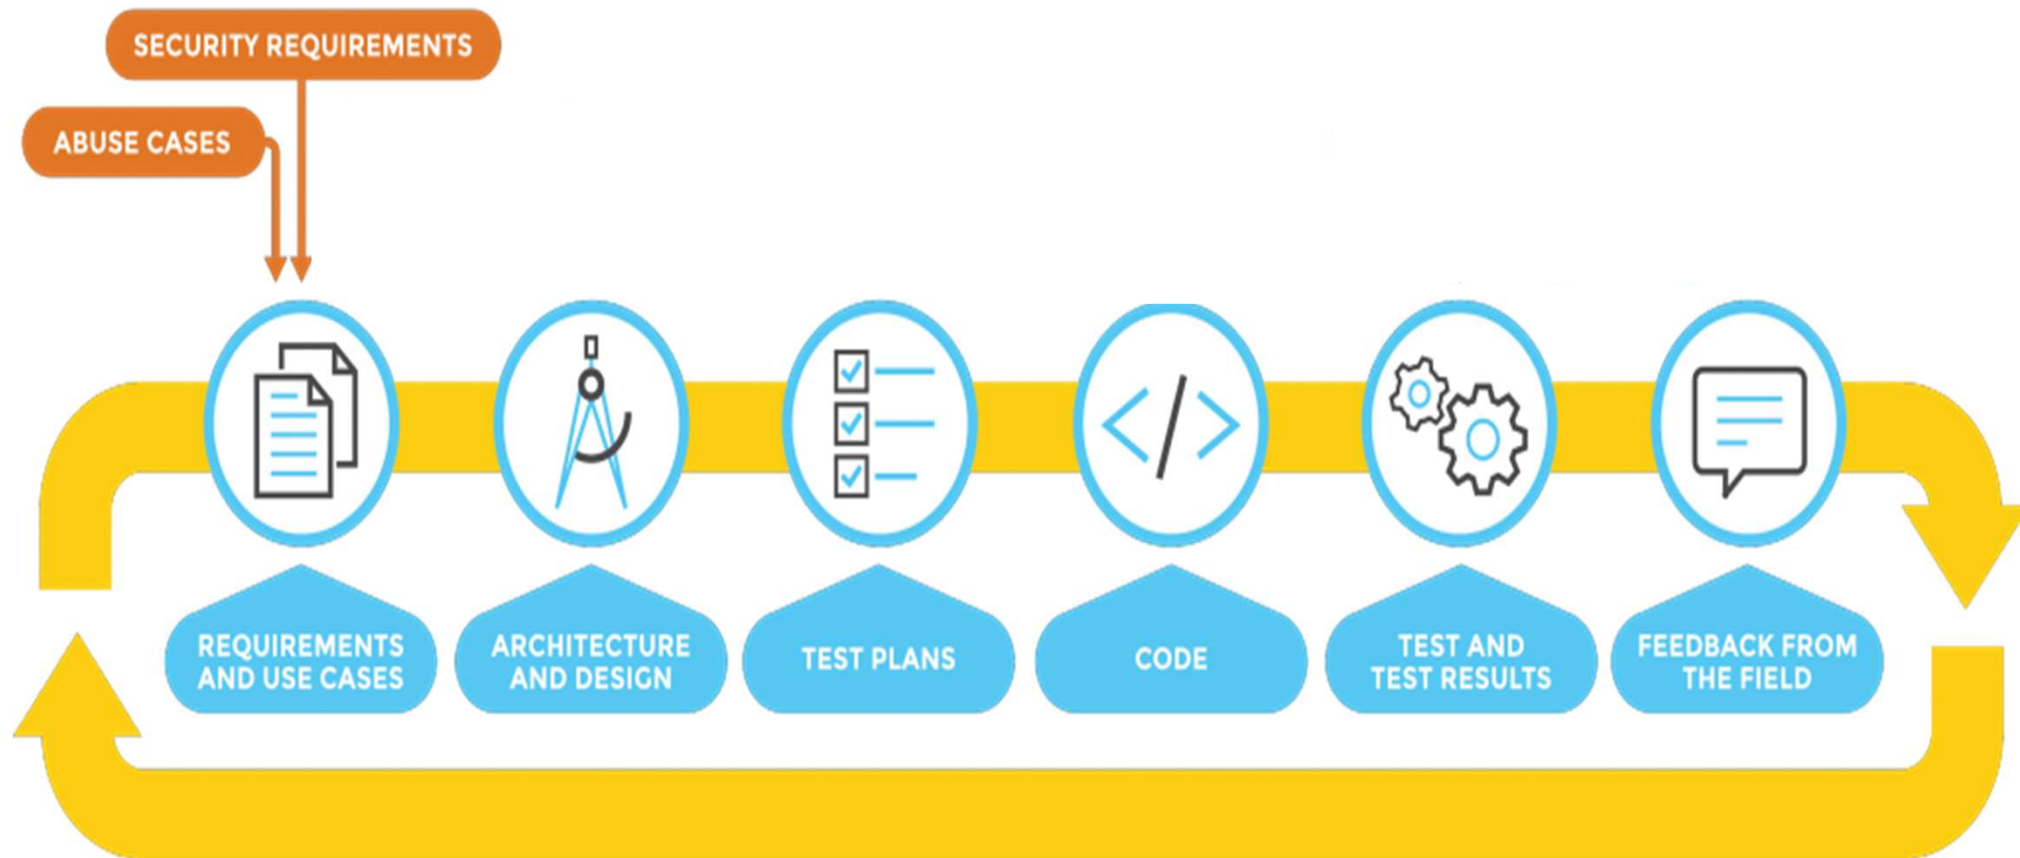 SECURITY REQUIREMENTS
ABUSE CASES
REQUIREMENTS
AND USE CASES
ARCHITECTURE
AND DESIGN
TEST PLANS
CODE
TEST AND
TEST RESULTS
FEEDBACK FROM
THE FIELD